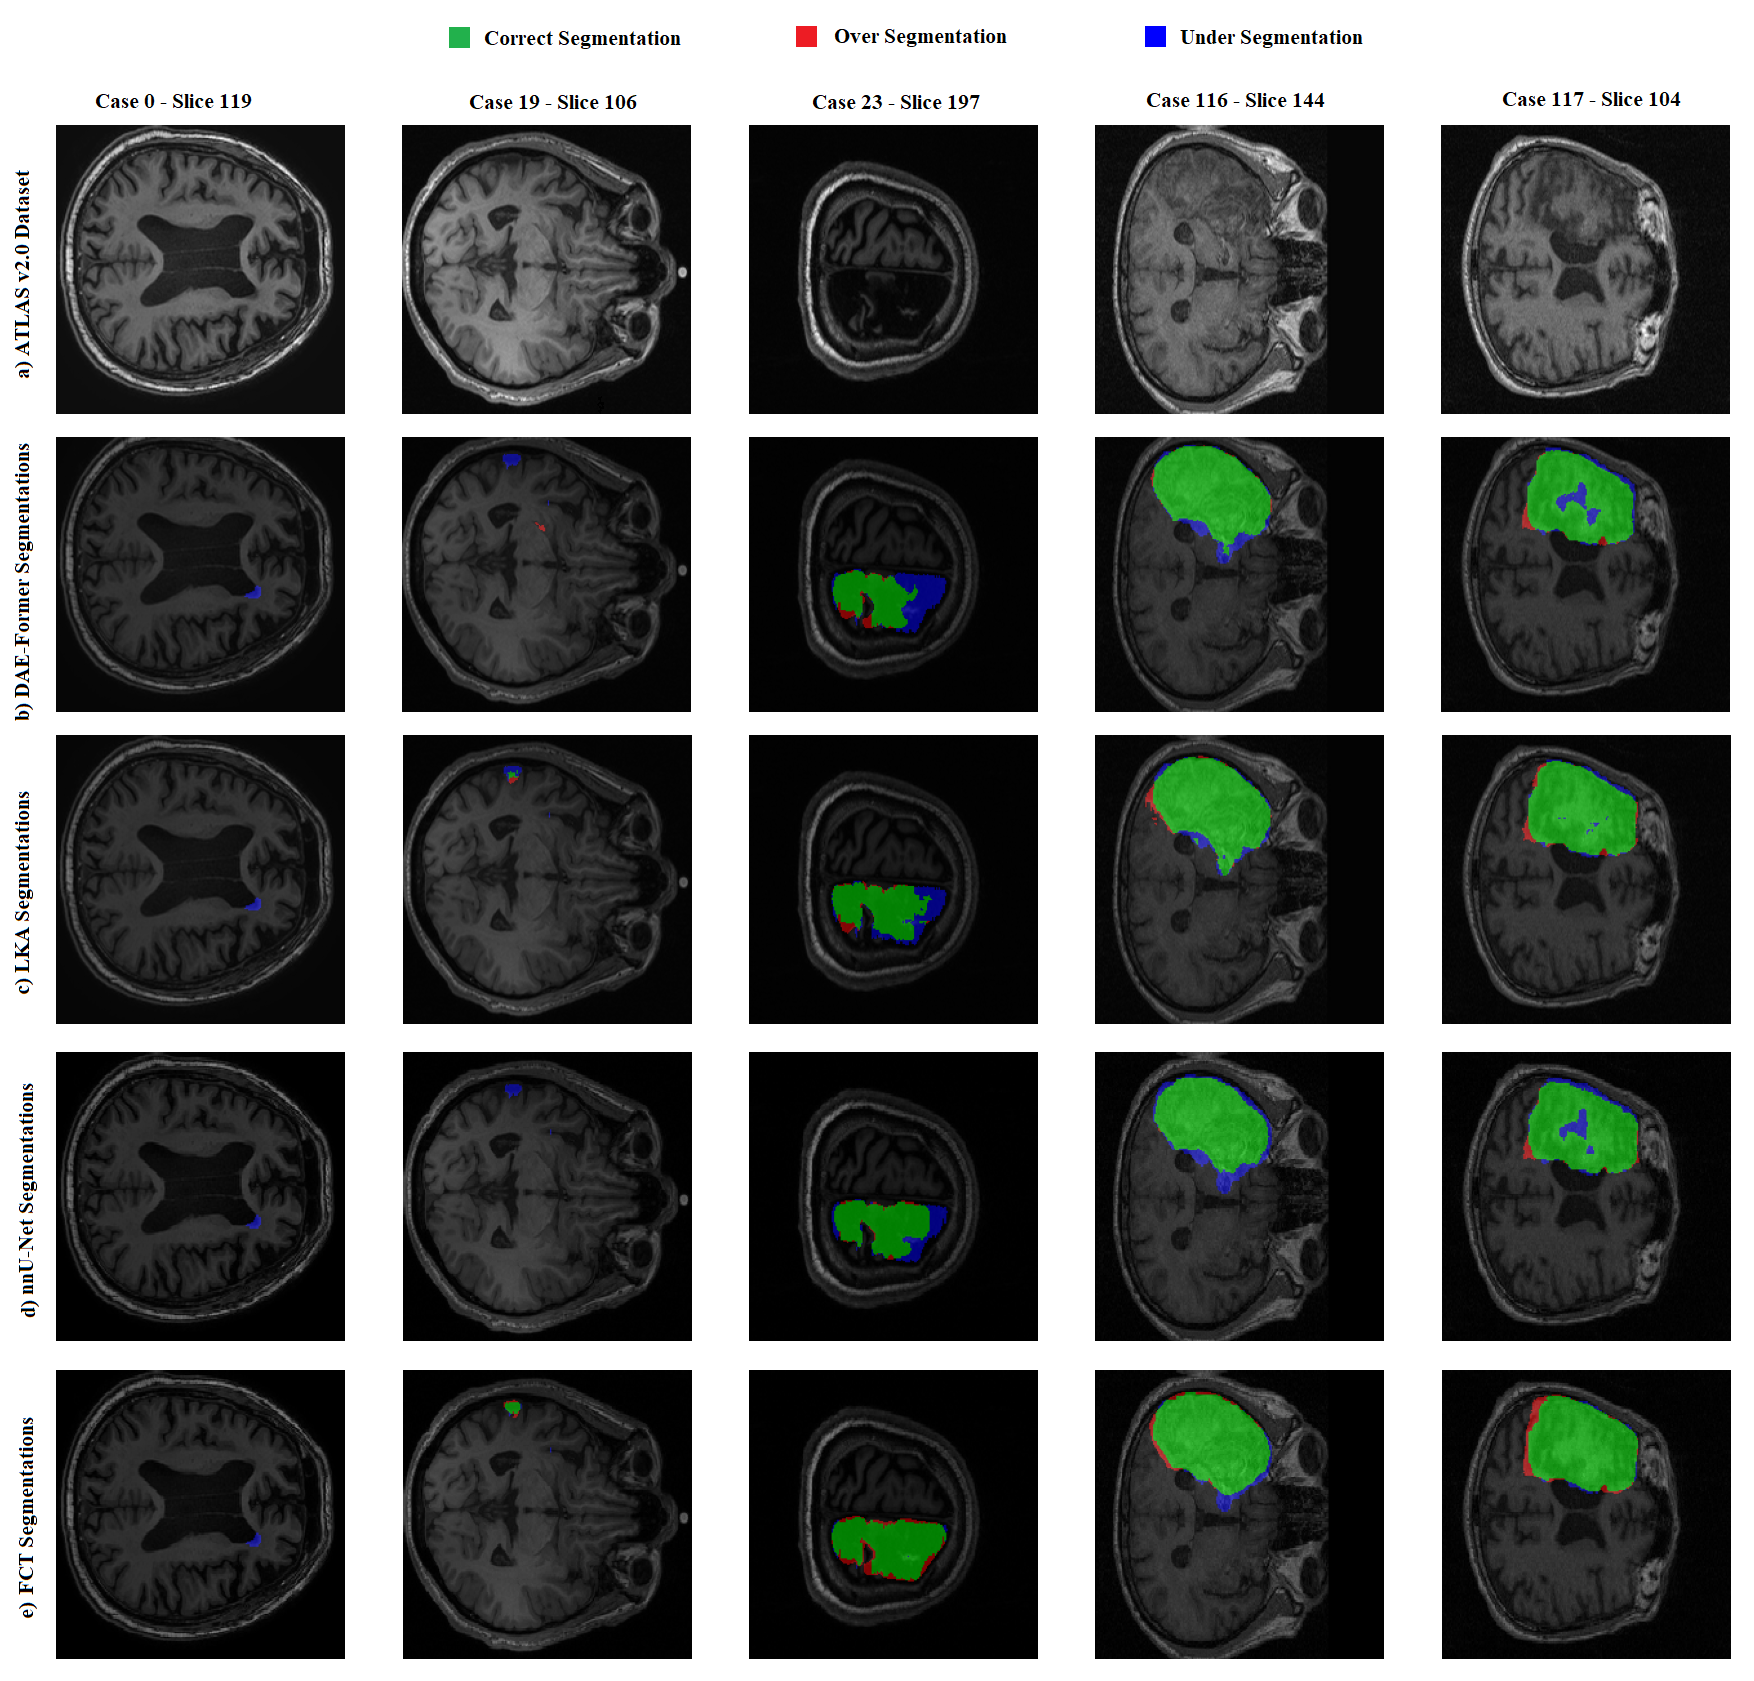 Correct Segmentation
Over Segmentation
Under Segmentation
Case 0 - Slice 119
Case 19 - Slice 106
Case 23 - Slice 197
Case 116 - Slice 144
Case 117 - Slice 104
a) ATLAS v2.0 Dataset
b) DAE-Former Segmentations
c) LKA Segmentations
d) nnU-Net Segmentations
e) FCT Segmentations